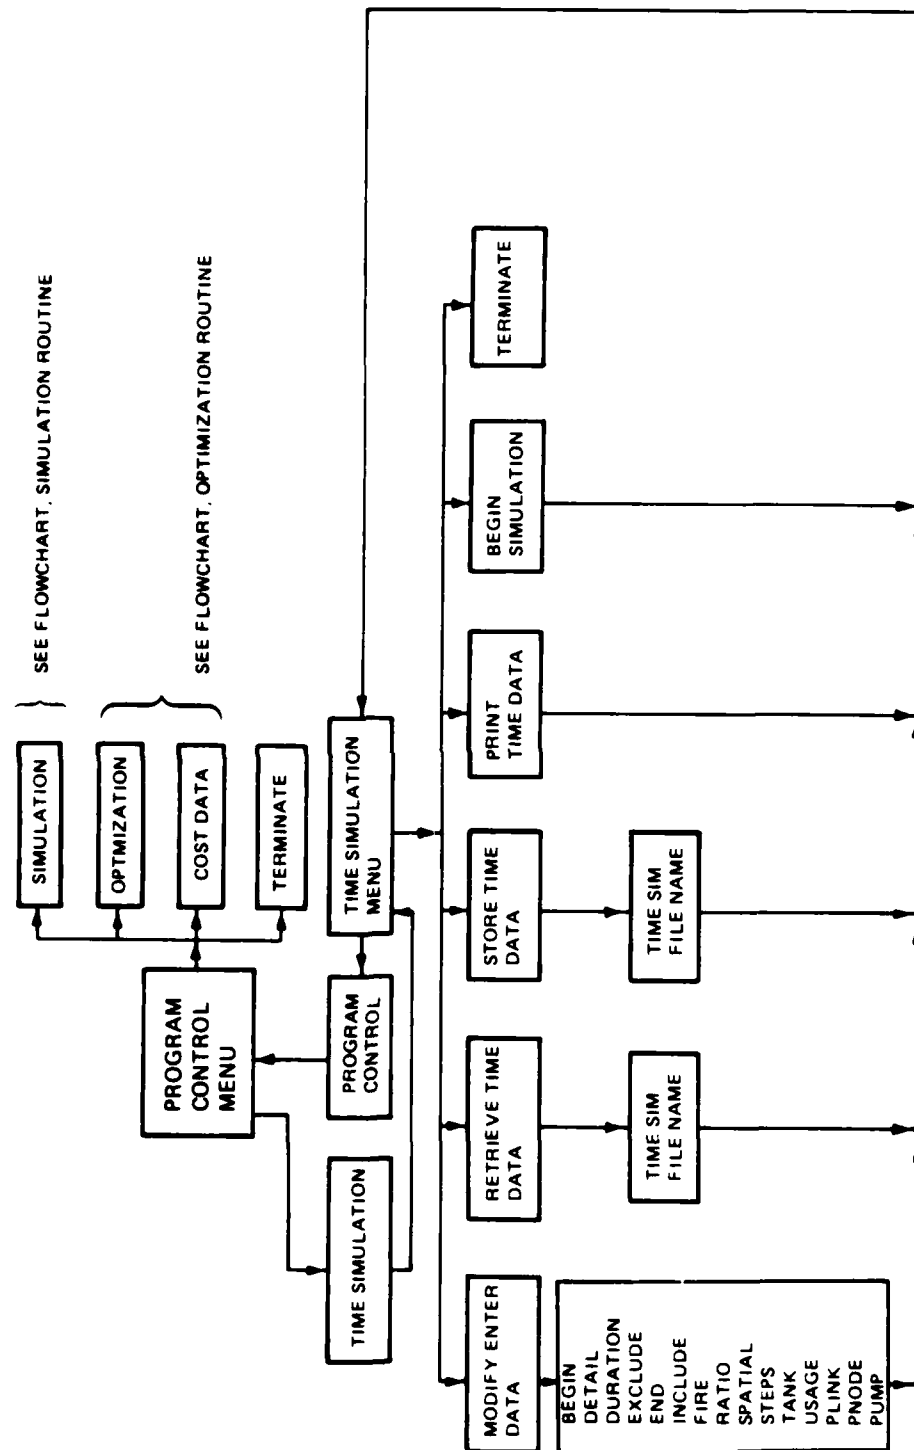 SIMULATION
SEE FLOWCHART, SIMULATION ROUTINE
OPTMIZATION
COST DATA
SEE FLOWCHART, OPTIMIZATION ROUTINE
TERMINATE
PROGRAM
CONTROL
MENU
TIME SIMULATION
PROGRAM
CONTROL
TIME SIMULATION
MENU
MODIFY ENTER
DATA
RETRIEVE TIME
DATA
STORE TIME
DATA
PRINT
TIME DATA
BEGIN
SIMULATION
TERMINATE
BEGIN
DETAIL
DURATION
EXCLUDE
END
INCLUDE
FIRE
RATIO
SPATIAL
STEPS
TANK
USAGE
PLINK
PNODE
PUMP
TIME SIM
FILE NAME
TIME SIM
FILE NAME